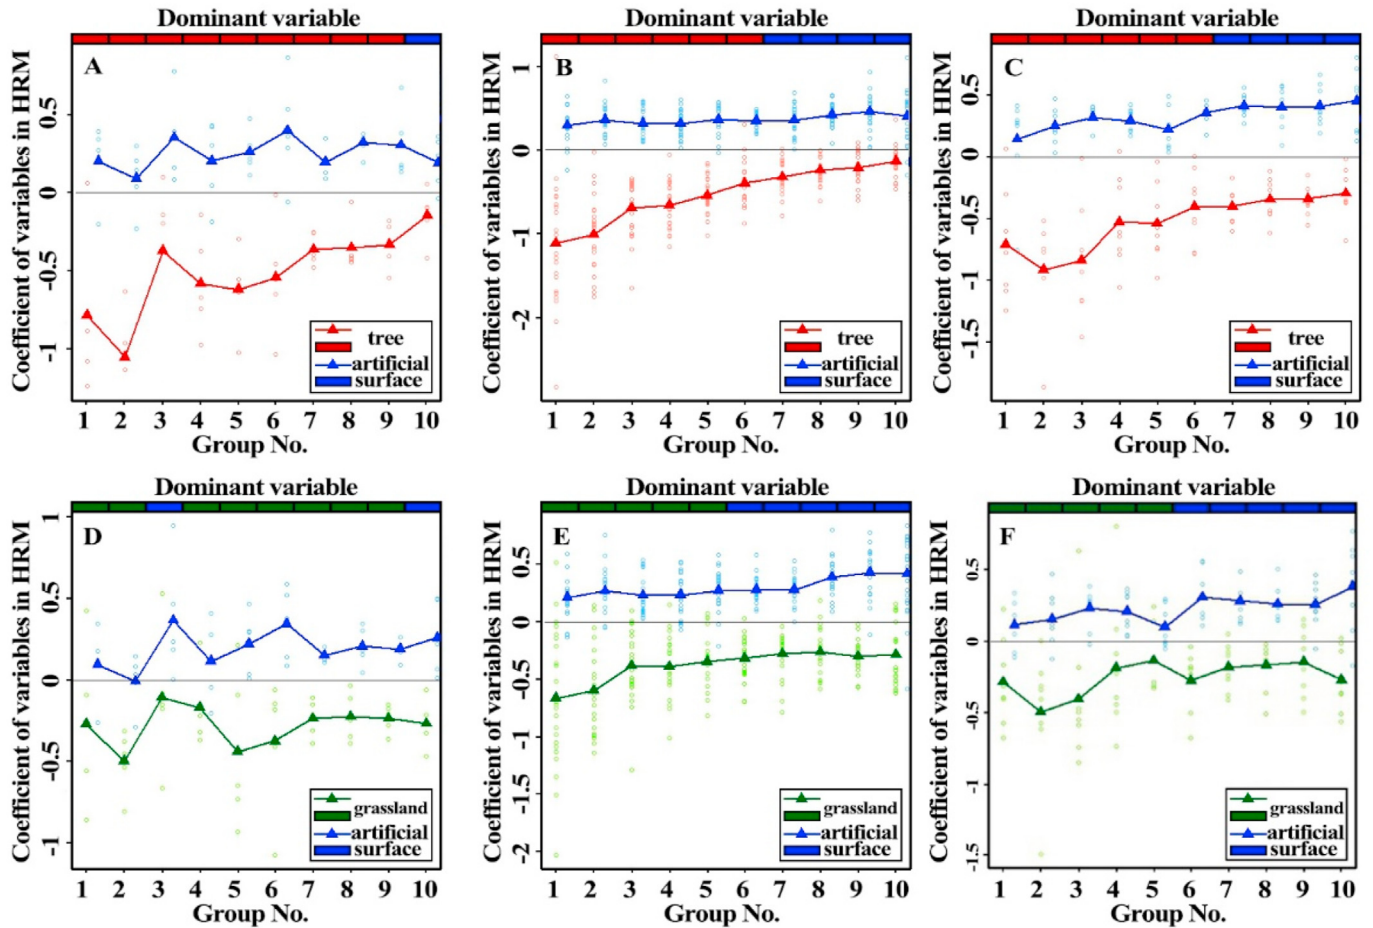 Dominant variable
A
Coefficient of variables in HRM
0.5
0
-0.5
-1
tree
artificial
surface
1 2 3 4 5 6 7 8 9 10
Group No.
Dominant variable
B
Coefficient of variables in HRM
1
0
-1
-2
tree
artificial
surface
1 2 3 4 5 6 7 8 9 10
Group No.
Dominant variable
C
Coefficient of variables in HRM
0.5
0
-0.5
-1
-1.5
tree
artificial
surface
1 2 3 4 5 6 7 8 9 10
Group No.
Dominant variable
D
Coefficient of variables in HRM
1
0.5
0
-0.5
-1
grassland
artificial
surface
1 2 3 4 5 6 7 8 9 10
Group No.
Dominant variable
E
Coefficient of variables in HRM
0.5
0
-0.5
-1
-1.5
-2
grassland
artificial
surface
1 2 3 4 5 6 7 8 9 10
Group No.
Dominant variable
F
Coefficient of variables in HRM
0.5
0
-0.5
-1
-1.5
grassland
artificial
surface
1 2 3 4 5 6 7 8 9 10
Group No.